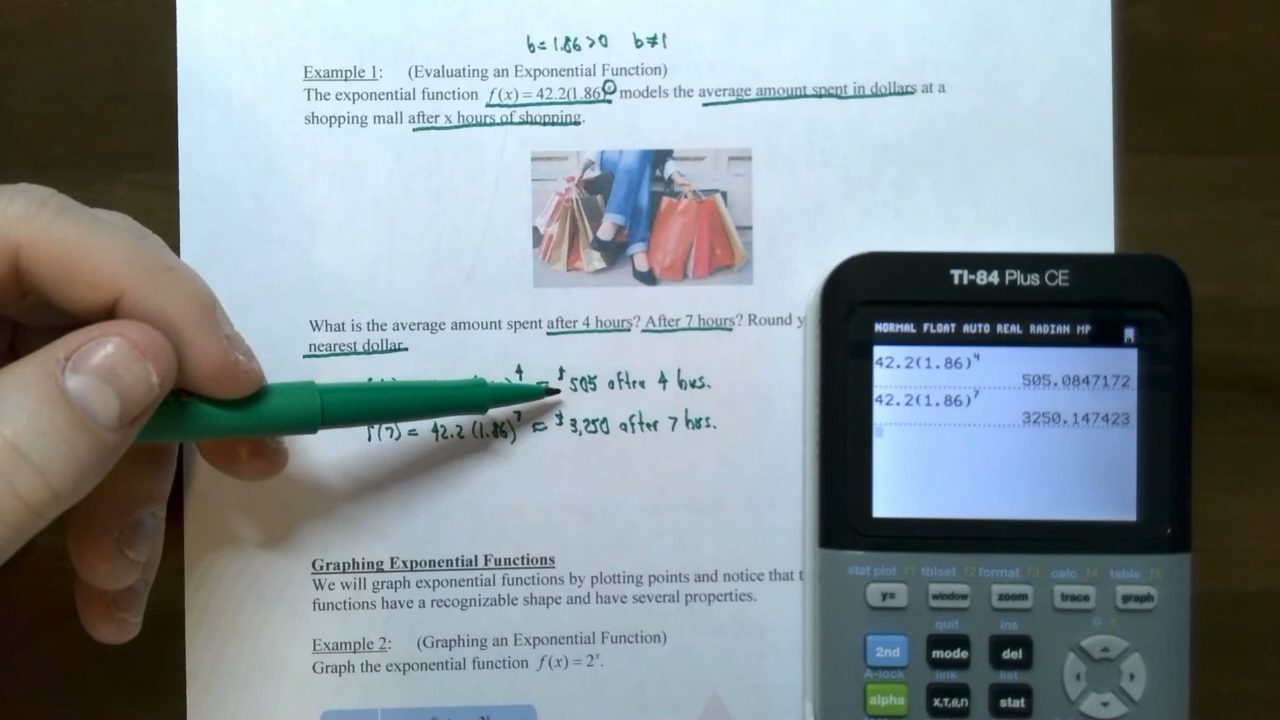 b=1.86>0 b≠1
Example 1: (Evaluating an Exponential Function)
The exponential function f(x) = 42.2(1.86)ˣ models the average amount spent in dollars at a
shopping mall after x hours of shopping.
What is the average amount spent after 4 hours? After 7 hours? Round y
nearest dollar.
)⁴ = $505 after 4 hrs.
f(7) = 42.2 (1.86)⁷ ≈ $3,250 after 7 hrs.
Graphing Exponential Functions
We will graph exponential functions by plotting points and notice that t
functions have a recognizable shape and have several properties.
Example 2: (Graphing an Exponential Function)
Graph the exponential function f(x) = 2ˣ.
TI-84 Plus CE
NORMAL FLOAT AUTO REAL RADIAN MP
42.2(1.86)⁴
505.0847172
42.2(1.86)⁷
3250.147423
stat plot f1 tblset f2 format f3 calc f4 table f5
y= window zoom trace graph
quit ins
2nd mode del
A-lock link list
alpha X,T,θ,n stat